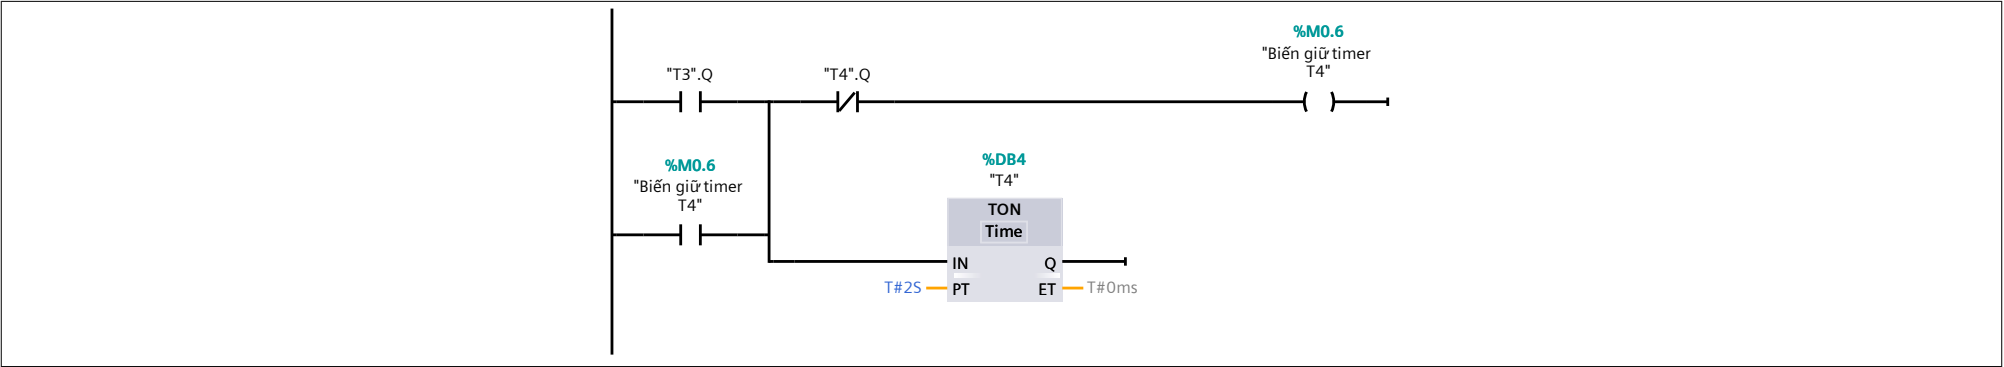 %M0.6
"Biến giữ timer
T4"
"T3".Q
"T4".Q
%M0.6
"Biến giữ timer
T4"
%DB4
"T4"
TON
Time
IN
Q
T#2S
PT
ET
T#0ms